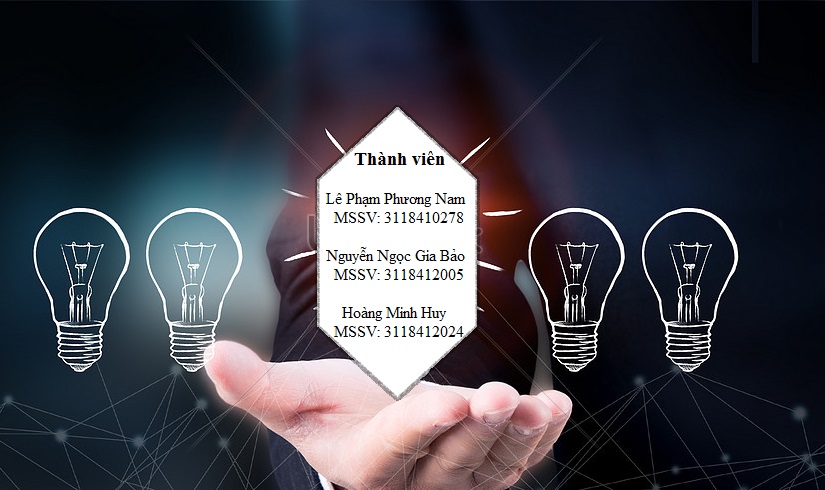 Thành viên
Lê Phạm Phương Nam
MSSV: 3118410278
Nguyễn Ngọc Gia Bảo
MSSV: 3118412005
Hoàng Minh Huy
MSSV: 3118412024